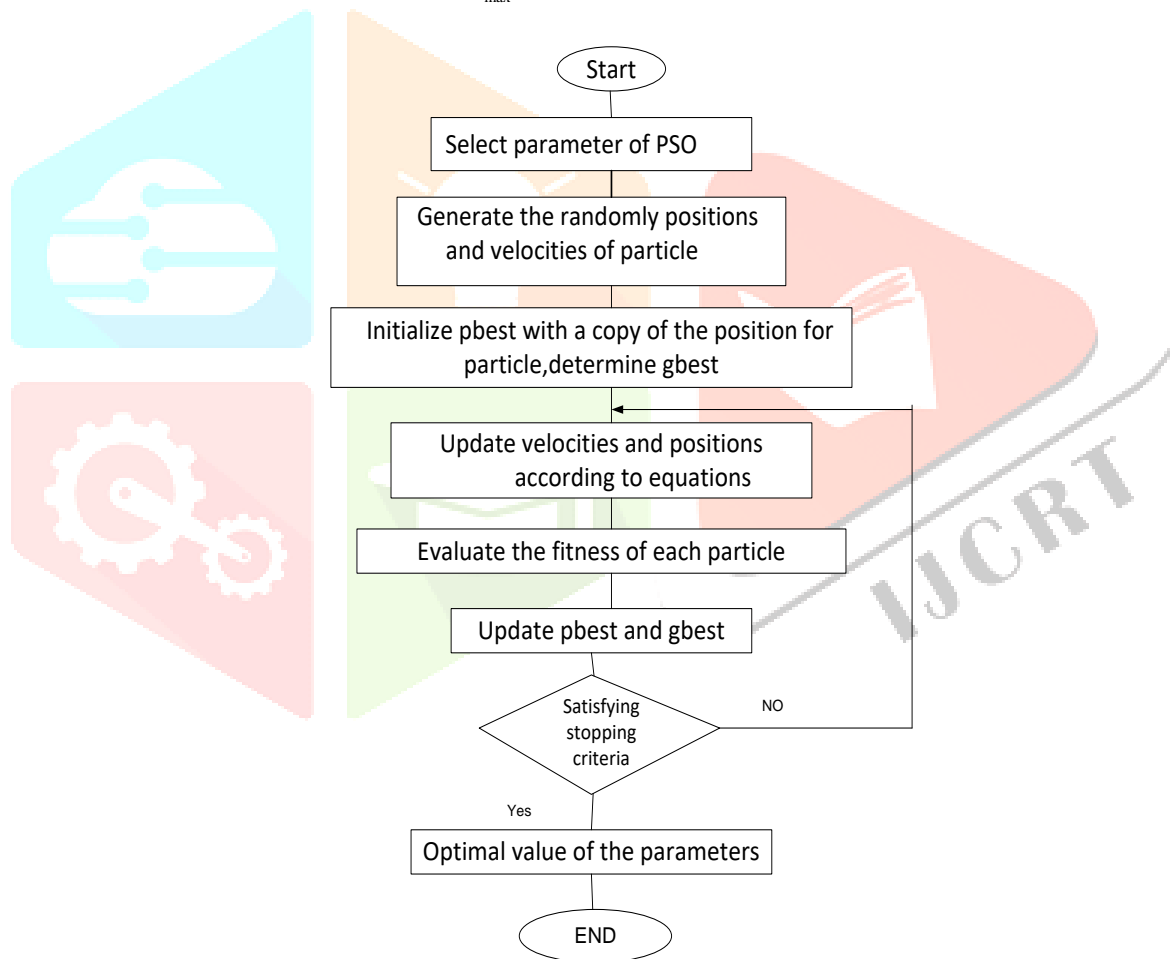 max
Start
Select parameter of PSO
Generate the randomly positions
and velocities of particle
Initialize pbest with a copy of the position for
particle,determine gbest
Update velocities and positions
according to equations
Evaluate the fitness of each particle
Update pbest and gbest
Satisfying
stopping
criteria
NO
Yes
Optimal value of the parameters
END
IJCRT